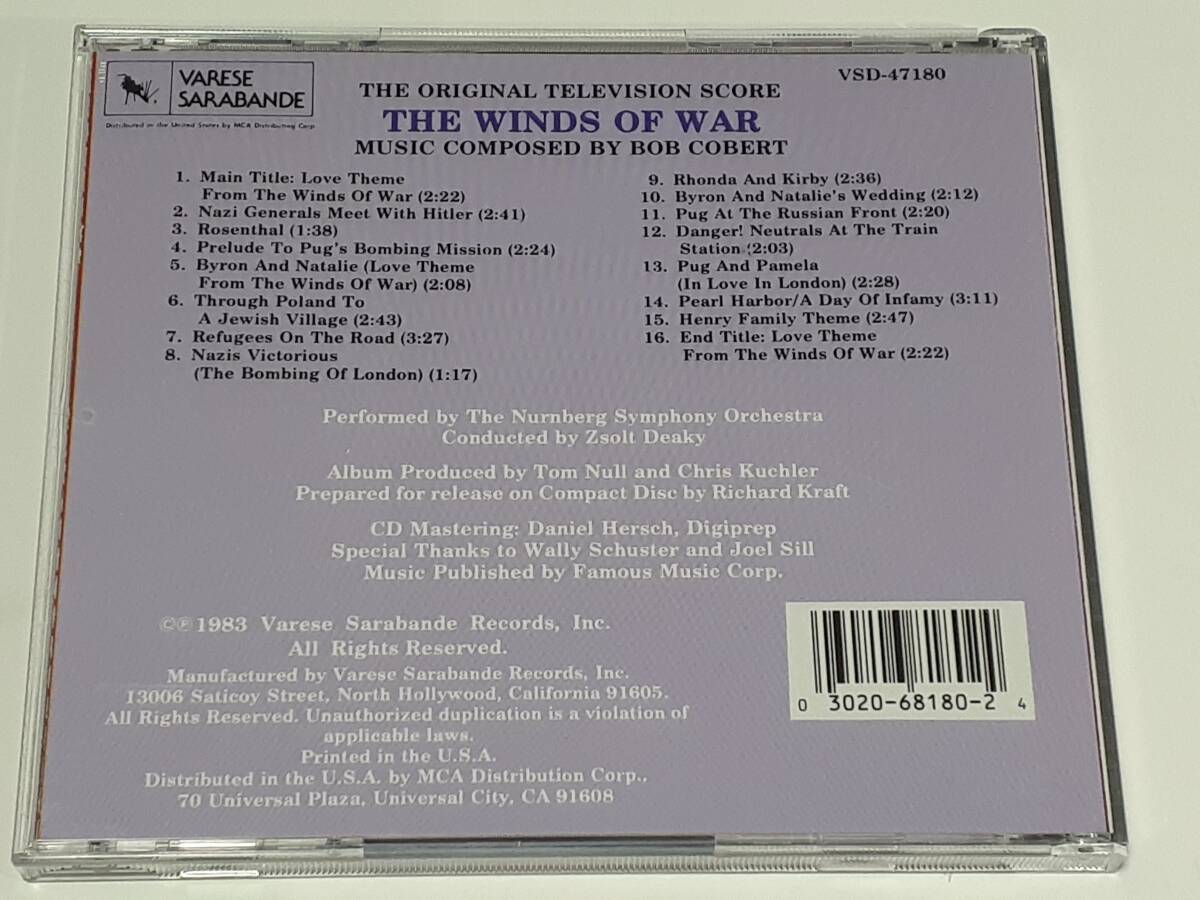 VARESE
SARABANDE
Distributed in the United States by MCA Distributing Corp
VSD-47180
THE ORIGINAL TELEVISION SCORE
THE WINDS OF WAR
MUSIC COMPOSED BY BOB COBERT
1. Main Title: Love Theme
From The Winds Of War (2:22)
2. Nazi Generals Meet With Hitler (2:41)
3. Rosenthal (1:38)
4. Prelude To Pug's Bombing Mission (2:24)
5. Byron And Natalie (Love Theme
From The Winds Of War) (2:08)
6. Through Poland To
A Jewish Village (2:43)
7. Refugees On The Road (3:27)
8. Nazis Victorious
(The Bombing Of London) (1:17)
9. Rhonda And Kirby (2:36)
10. Byron And Natalie's Wedding (2:12)
11. Pug At The Russian Front (2:20)
12. Danger! Neutrals At The Train
Station (2:03)
13. Pug And Pamela
(In Love In London) (2:28)
14. Pearl Harbor/A Day Of Infamy (3:11)
15. Henry Family Theme (2:47)
16. End Title: Love Theme
From The Winds Of War (2:22)
Performed by The Nurnberg Symphony Orchestra
Conducted by Zsolt Deaky
Album Produced by Tom Null and Chris Kuchler
Prepared for release on Compact Disc by Richard Kraft
CD Mastering: Daniel Hersch, Digiprep
Special Thanks to Wally Schuster and Joel Sill
Music Published by Famous Music Corp.
©℗ 1983 Varese Sarabande Records, Inc.
All Rights Reserved.
Manufactured by Varese Sarabande Records, Inc.
13006 Saticoy Street, North Hollywood, California 91605.
All Rights Reserved. Unauthorized duplication is a violation of
applicable laws.
Printed in the U.S.A.
Distributed in the U.S.A. by MCA Distribution Corp.,
70 Universal Plaza, Universal City, CA 91608
0 3020-68180-2 4